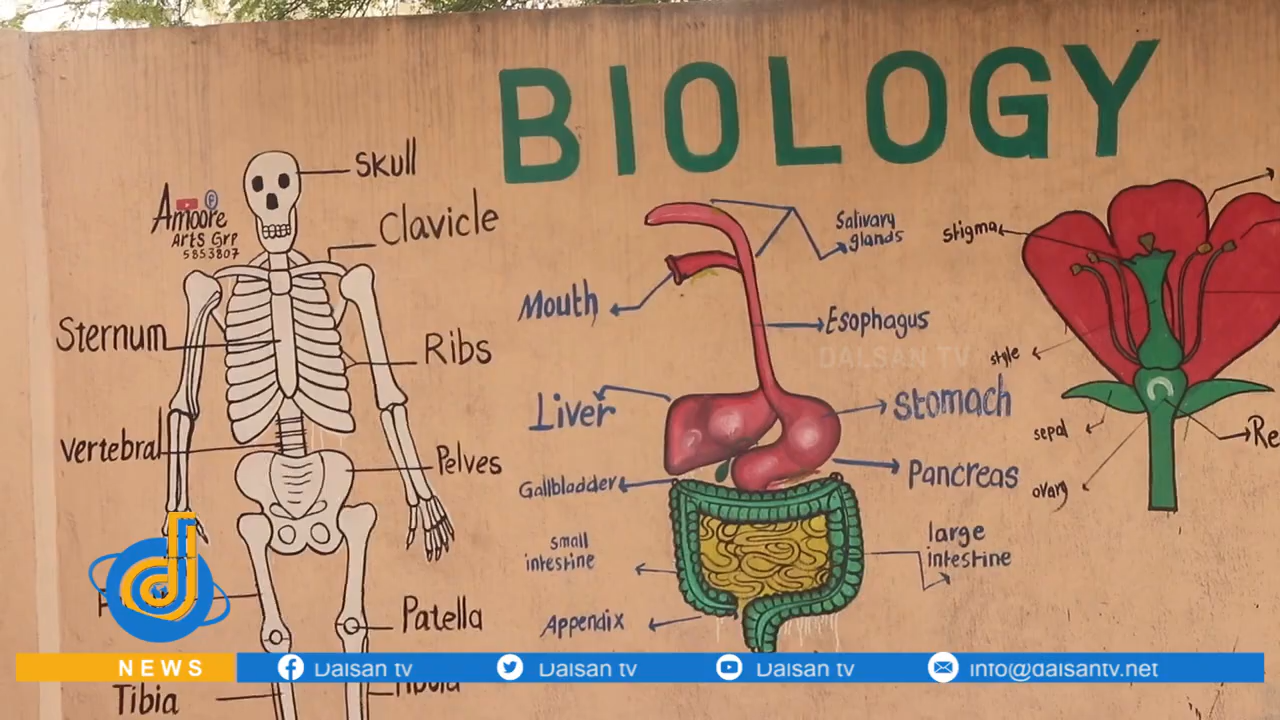 BIOLOGY
Skull
Amoore
Arts Grp
5853807
Clavicle
Sternum
Ribs
vertebral
Pelves
Patella
Tibia
Salivary
glands
Mouth
Esophagus
DALSAN TV
Liver
Stomach
Gallbladder
Pancreas
small
intestine
large
intestine
Appendix
stigma
style
sepal
ovary
Re
NEWS
Dalsan tv
Dalsan tv
Dalsan tv
info@dalsantv.net